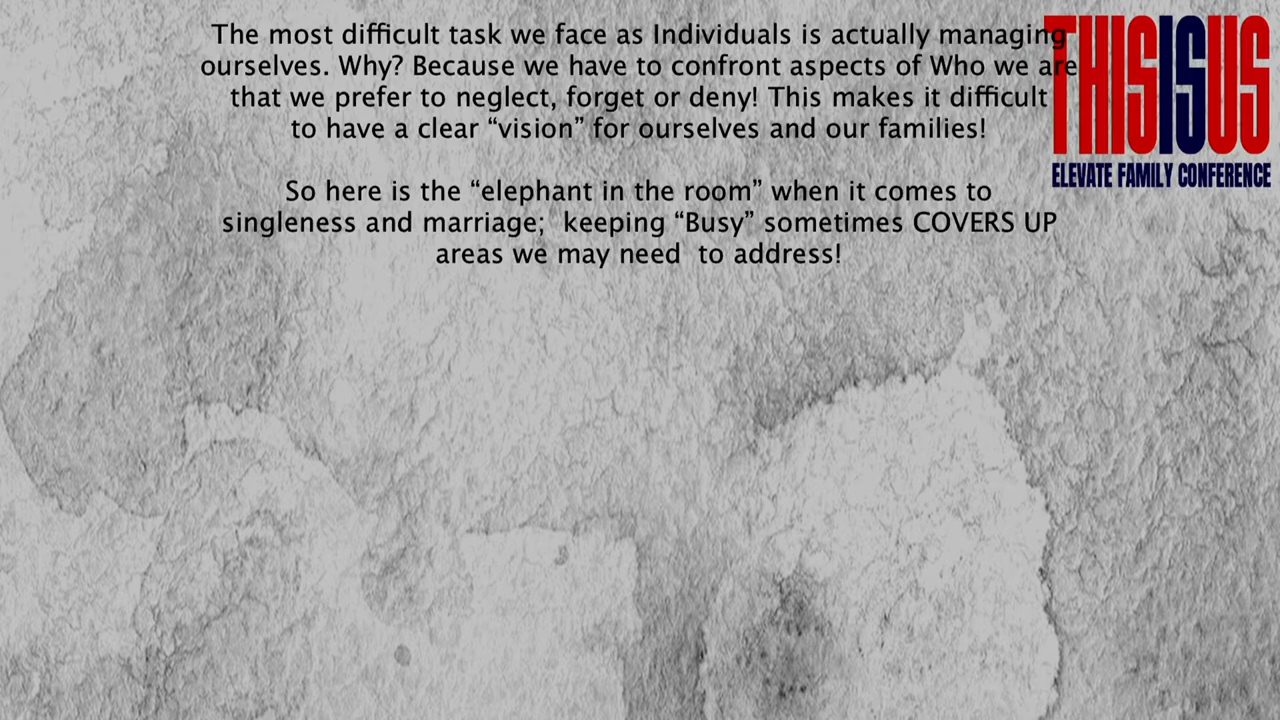 The most difficult task we face as Individuals is actually managing
ourselves. Why? Because we have to confront aspects of Who we are
that we prefer to neglect, forget or deny! This makes it difficult
to have a clear “vision” for ourselves and our families!
So here is the “elephant in the room” when it comes to
singleness and marriage;  keeping “Busy” sometimes COVERS UP
areas we may need  to address!
THISISUS
ELEVATE FAMILY CONFERENCE